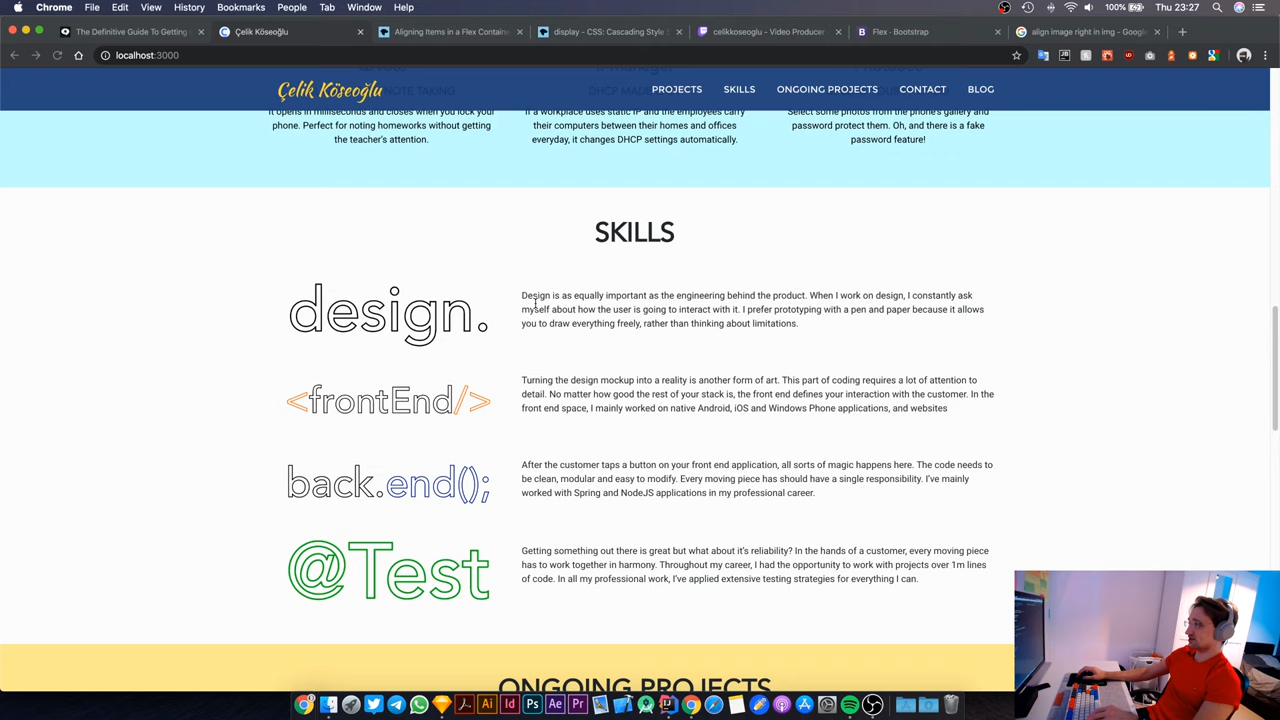 Chrome File Edit View History Bookmarks People Tab Window Help
100% Thu 23:27
The Definitive Guide To Getting
Çelik Köseoğlu
Aligning Items in a Flex Containe
display - CSS: Cascading Style S
celikkoseoglu - Video Producer
Flex · Bootstrap
align image right in img - Google
localhost:3000
Çelik Köseoğlu
PROJECTS SKILLS ONGOING PROJECTS CONTACT BLOG
NOTE TAKING
DHCP MADE
It opens in milliseconds and closes when you lock your
phone. Perfect for noting homeworks without getting
the teacher's attention.
If a workplace uses static IP and the employees carry
their computers between their homes and offices
everyday, it changes DHCP settings automatically.
Select some photos from the phone's gallery and
password protect them. Oh, and there is a fake
password feature!
SKILLS
design.
Design is as equally important as the engineering behind the product. When I work on design, I constantly ask
myself about how the user is going to interact with it. I prefer prototyping with a pen and paper because it allows
you to draw everything freely, rather than thinking about limitations.
<frontEnd/>
Turning the design mockup into a reality is another form of art. This part of coding requires a lot of attention to
detail. No matter how good the rest of your stack is, the front end defines your interaction with the customer. In the
front end space, I mainly worked on native Android, iOS and Windows Phone applications, and websites
back.end();
After the customer taps a button on your front end application, all sorts of magic happens here. The code needs to
be clean, modular and easy to modify. Every moving piece has should have a single responsibility. I've mainly
worked with Spring and NodeJS applications in my professional career.
@Test
Getting something out there is great but what about it's reliability? In the hands of a customer, every moving piece
has to work together in harmony. Throughout my career, I had the opportunity to work with projects over 1m lines
of code. In all my professional work, I've applied extensive testing strategies for everything I can.
ONGOING PROJECTS
Ai Id Ps Ae Pr